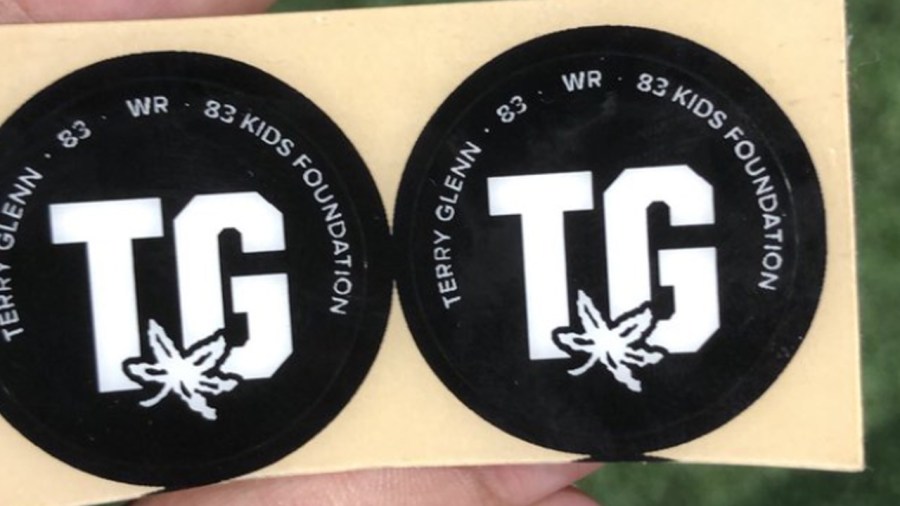 TERRY GLENN · 83 · WR · 83 KIDS FOUNDATION
TG
TERRY GLENN · 83 · WR · 83 KIDS FOUNDATION
TG